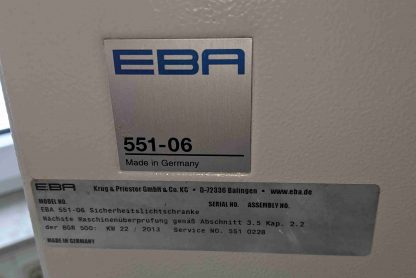 EBA
551-06
Made in Germany
EBA Krug & Priester GmbH & Co. KG • D-72336 Balingen • www.eba.de
MODEL NO. SERIAL NO. ASSEMBLY NO.
EBA 551-06 Sicherheitslichtschranke
Nächste Maschinenüberprüfung gemäß Abschnitt 3.5 Kap. 2.2
der BGR 500: KW 22 / 2013 Service NO. 551 0228
MADE IN GERMANY